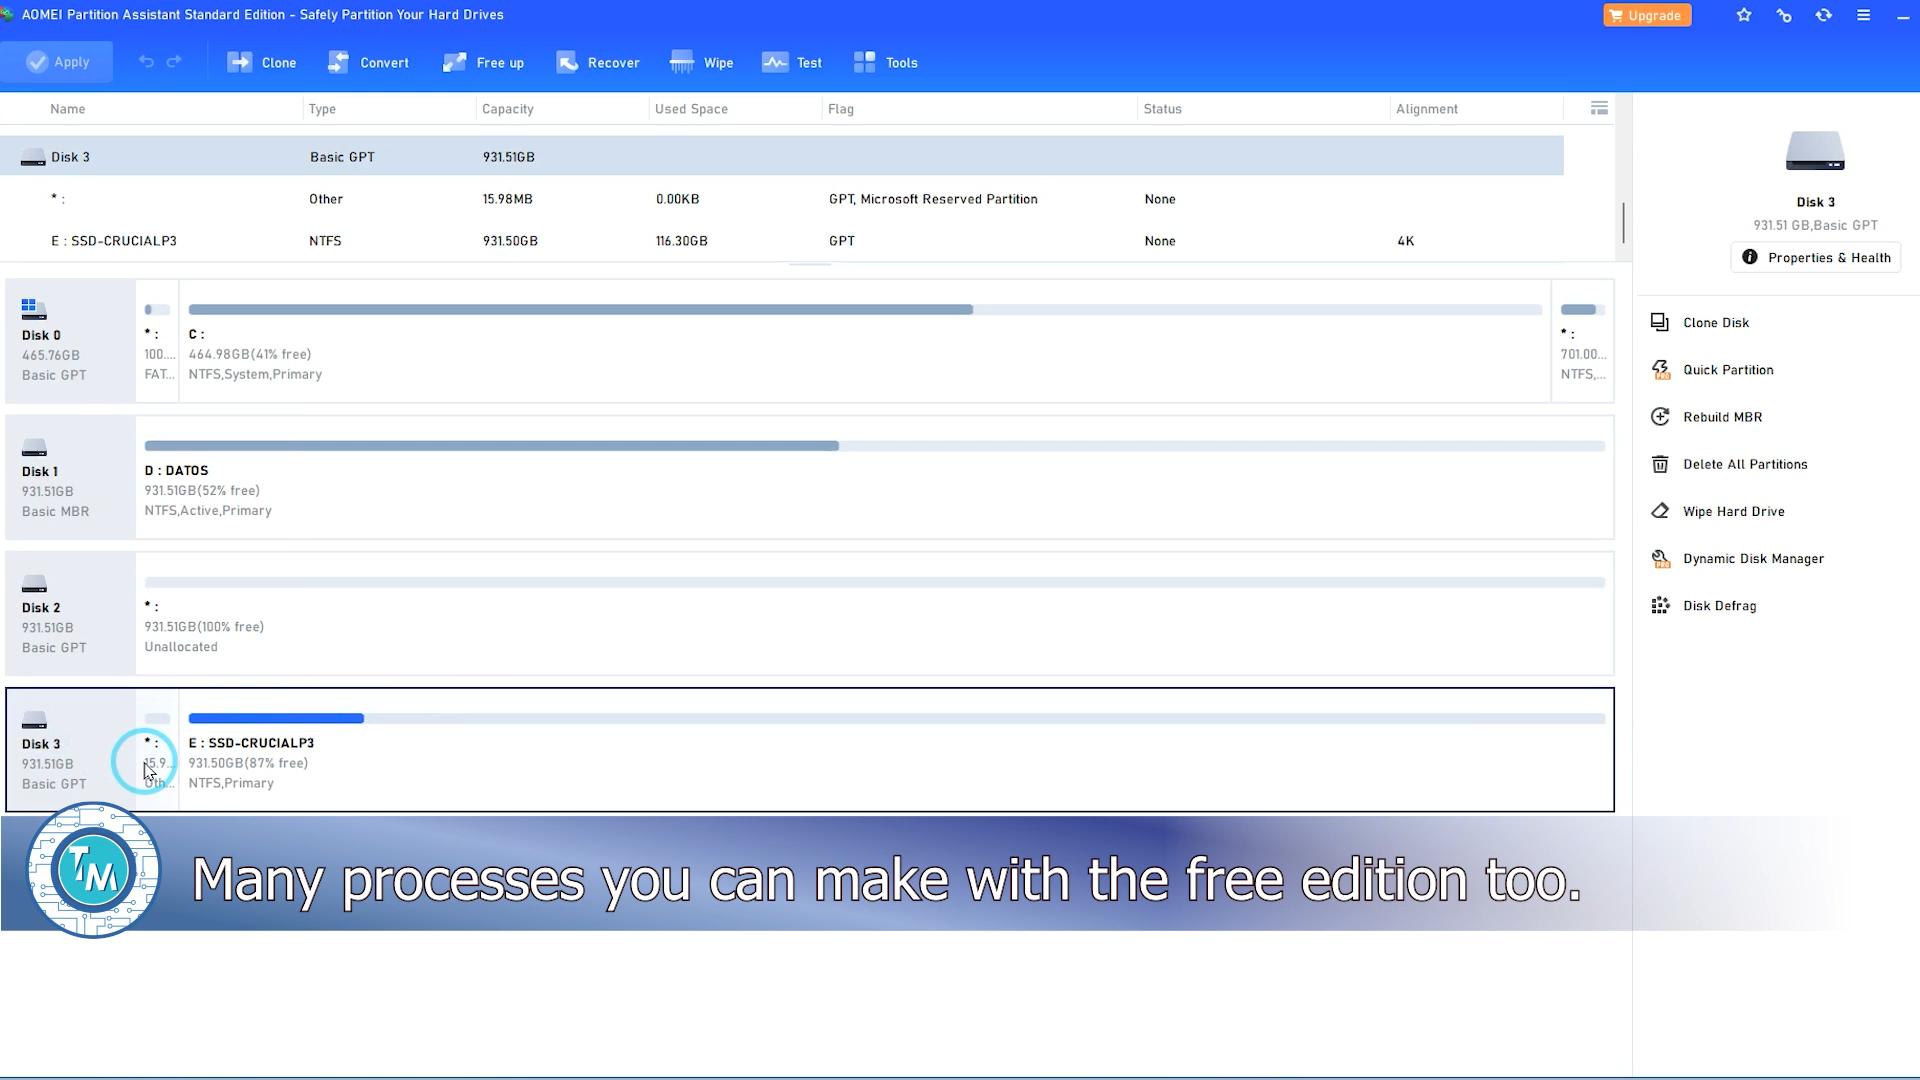 AOMEI Partition Assistant Standard Edition - Safely Partition Your Hard Drives
Upgrade
Apply Clone Convert Free up Recover Wipe Test Tools
Name Type Capacity Used Space Flag Status Alignment
Disk 3 Basic GPT 931.51GB
* : Other 15.98MB 0.00KB GPT, Microsoft Reserved Partition None
E : SSD-CRUCIALP3 NTFS 931.50GB 116.30GB GPT None 4K
Disk 3
931.51 GB,Basic GPT
Properties & Health
Clone Disk
PRO
Quick Partition
Rebuild MBR
Delete All Partitions
Wipe Hard Drive
PRO
Dynamic Disk Manager
Disk Defrag
Disk 0
465.76GB
Basic GPT
* :
100....
FAT...
C :
464.98GB(41% free)
NTFS,System,Primary
* :
701.00...
NTFS,...
Disk 1
931.51GB
Basic MBR
D : DATOS
931.51GB(52% free)
NTFS,Active,Primary
Disk 2
931.51GB
Basic GPT
* :
931.51GB(100% free)
Unallocated
Disk 3
931.51GB
Basic GPT
* :
15.9...
Oth...
E : SSD-CRUCIALP3
931.50GB(87% free)
NTFS,Primary
TM
Many processes you can make with the free edition too.